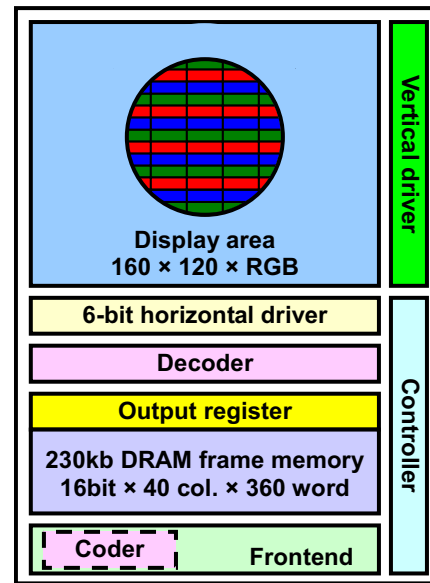 Display area
160 × 120 × RGB
Vertical driver
6-bit horizontal driver
Decoder
Output register
230kb DRAM frame memory
16bit × 40 col. × 360 word
Controller
Coder
Frontend